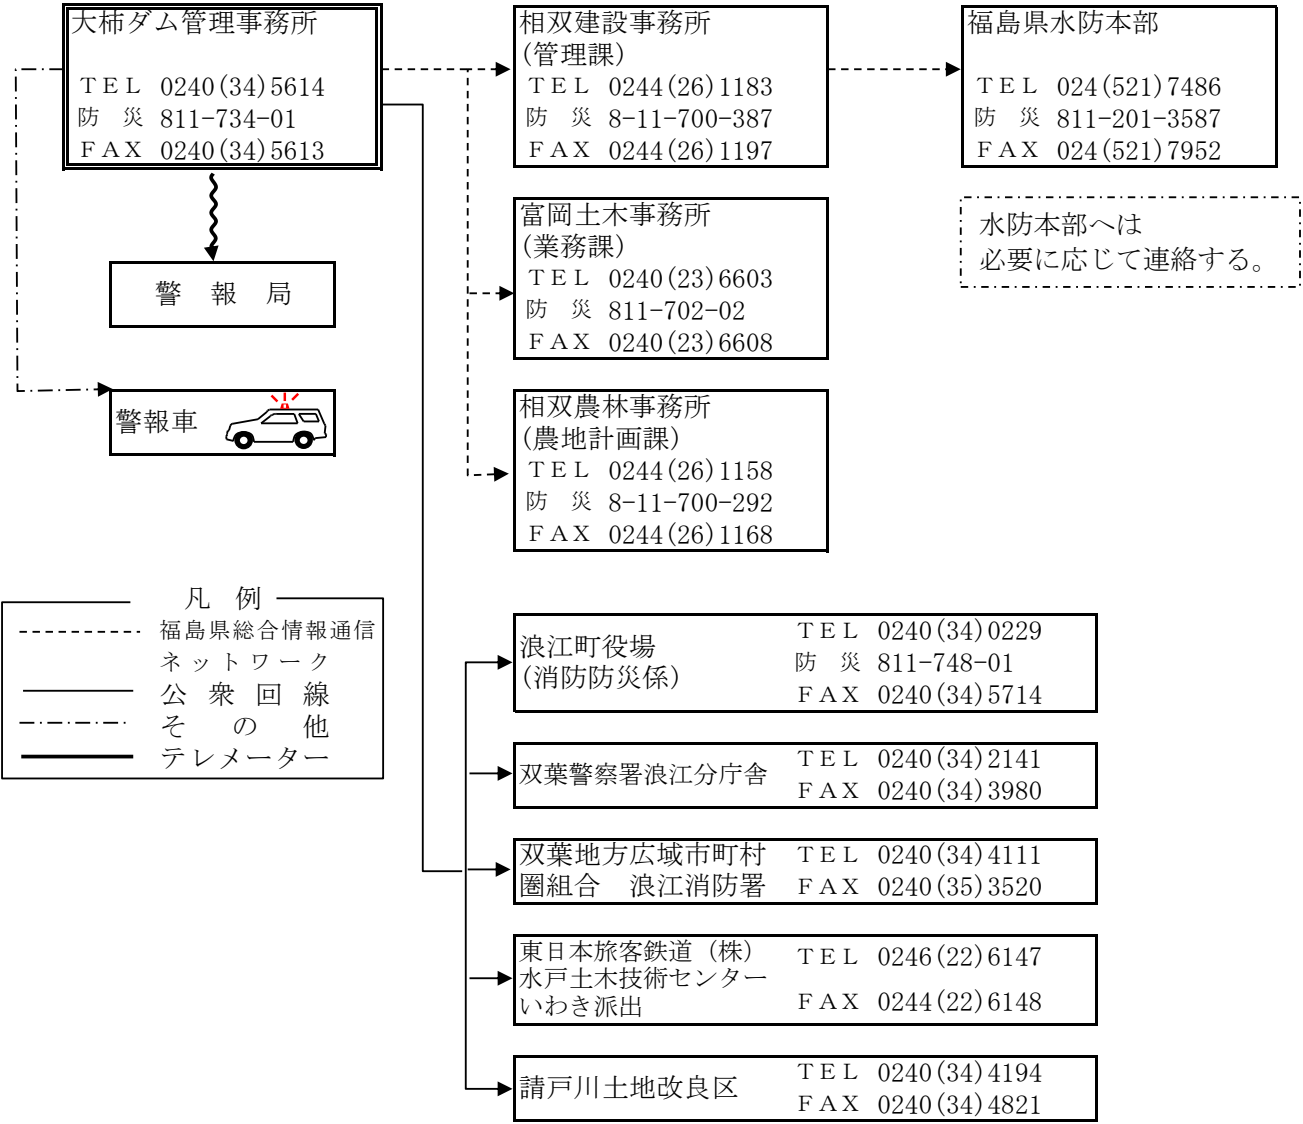 大柿ダム管理事務所
ＴＥＬ 0240(34)5614
防　災 811-734-01
ＦＡＸ 0240(34)5613
相双建設事務所
(管理課)
ＴＥＬ 0244(26)1183
防　災 8-11-700-387
ＦＡＸ 0244(26)1197
福島県水防本部
ＴＥＬ 024(521)7486
防　災 811-201-3587
ＦＡＸ 024(521)7952
水防本部へは
必要に応じて連絡する。
富岡土木事務所
(業務課)
ＴＥＬ 0240(23)6603
防　災 811-702-02
ＦＡＸ 0240(23)6608
警　報　局
警報車
相双農林事務所
(農地計画課)
ＴＥＬ 0244(26)1158
防　災 8-11-700-292
ＦＡＸ 0244(26)1168
凡　例
福島県総合情報通信
ネットワーク
公　衆　回　線
そ　の　他
テレメーター
浪江町役場
(消防防災係)
ＴＥＬ 0240(34)0229
防　災 811-748-01
ＦＡＸ 0240(34)5714
双葉警察署浪江分庁舎
ＴＥＬ 0240(34)2141
ＦＡＸ 0240(34)3980
双葉地方広域市町村
圏組合　浪江消防署
ＴＥＬ 0240(34)4111
ＦＡＸ 0240(35)3520
東日本旅客鉄道（株）
水戸土木技術センター
いわき派出
ＴＥＬ 0246(22)6147
ＦＡＸ 0244(22)6148
請戸川土地改良区
ＴＥＬ 0240(34)4194
ＦＡＸ 0240(34)4821